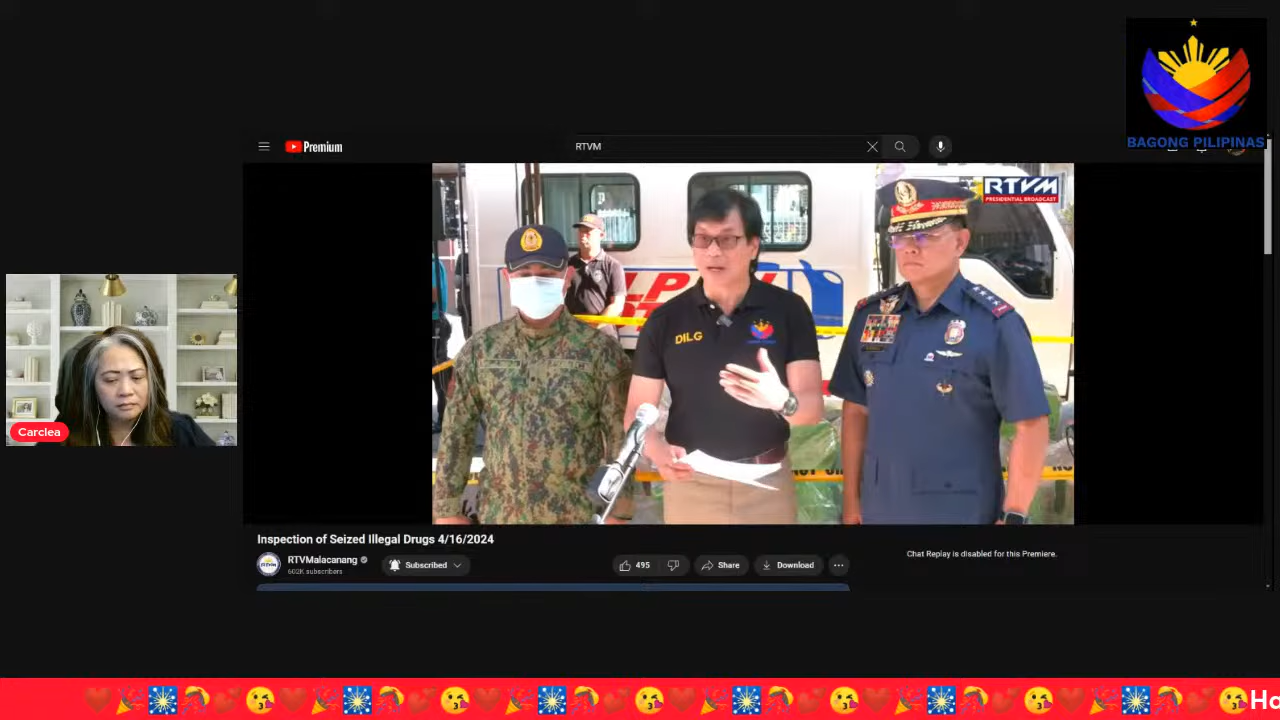 BAGONG PILIPINAS
Premium
RTVM
RTVM
PRESIDENTIAL BROADCAST
DILG
Carclea
Inspection of Seized Illegal Drugs 4/16/2024
RTVMalacanang
602K subscribers
Subscribed
495
Share
Download
Chat Replay is disabled for this Premiere.
Ho